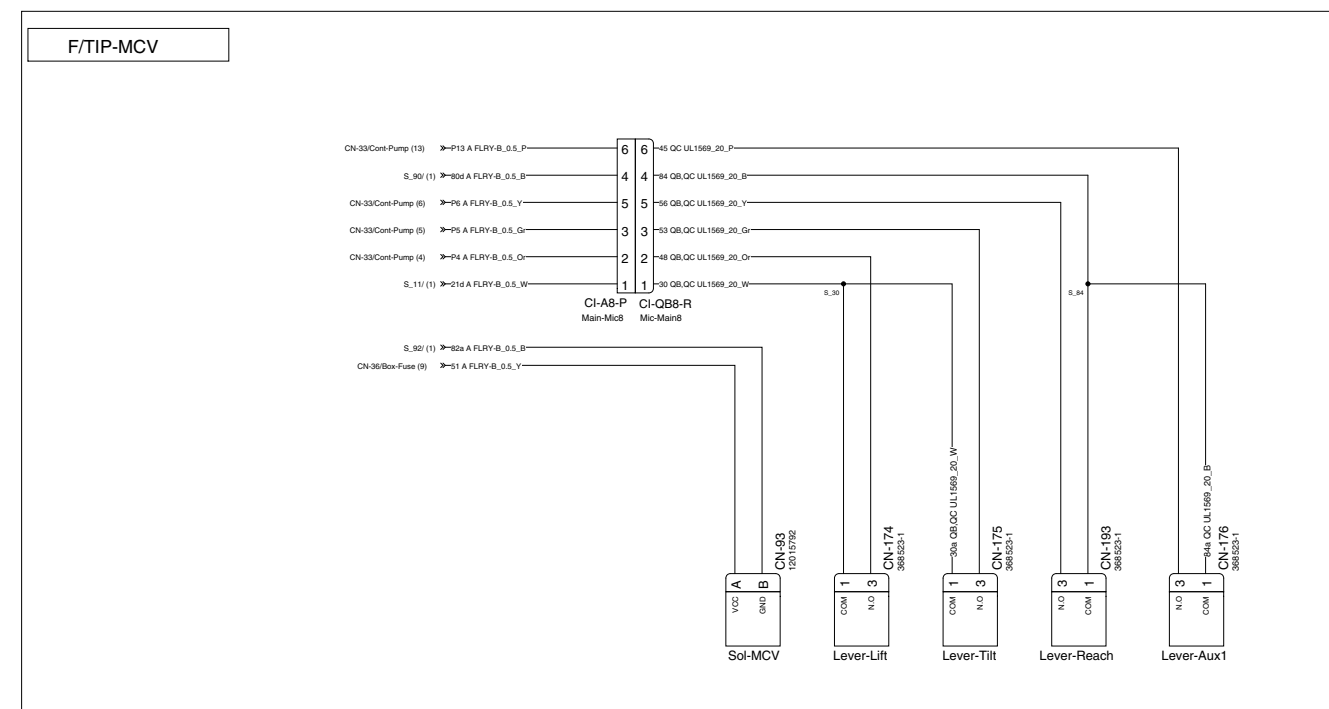 F/TIP-MCV
CN-33/Cont-Pump (13) P13 A FLRY-B_0.5_P 6 6 45 QC UL1569_20_P
S_90/ (1) 80d A FLRY-B_0.5_B 4 4 84 QB,QC UL1569_20_B
CN-33/Cont-Pump (6) P6 A FLRY-B_0.5_Y 5 5 56 QB,QC UL1569_20_Y
CN-33/Cont-Pump (5) P5 A FLRY-B_0.5_Gr 3 3 53 QB,QC UL1569_20_Gr
CN-33/Cont-Pump (4) P4 A FLRY-B_0.5_Or 2 2 48 QB,QC UL1569_20_Or
S_11/ (1) 21d A FLRY-B_0.5_W 1 1 30 QB,QC UL1569_20_W
S_30
S_84
CI-A8-P CI-QB8-R
Main-Mic8 Mic-Main8
S_92/ (1) 82a A FLRY-B_0.5_B
CN-36/Box-Fuse (9) 51 A FLRY-B_0.5_Y
30a QB,QC UL1569_20_W
84a QC UL1569_20_B
CN-93
12015792
CN-174
368523-1
CN-175
368523-1
CN-193
368523-1
CN-176
368523-1
A B 1 3 1 3 3 1 3 1
VCC GND COM N.O COM N.O N.O COM N.O COM
Sol-MCV Lever-Lift Lever-Tilt Lever-Reach Lever-Aux1